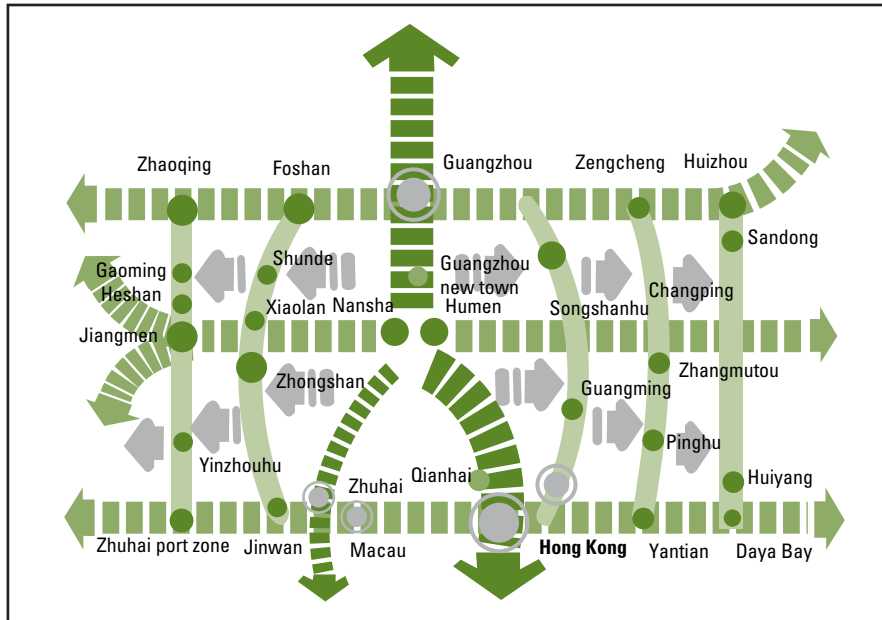 Zhaoqing
Foshan
Guangzhou
Zengcheng
Huizhou
Sandong
Gaoming
Shunde
Guangzhou
new town
Changping
Heshan
Xiaolan
Nansha
Humen
Songshanhu
Jiangmen
Zhangmutou
Zhongshan
Guangming
Pinghu
Yinzhouhu
Zhuhai
Qianhai
Huiyang
Zhuhai port zone
Jinwan
Macau
Hong Kong
Yantian
Daya Bay